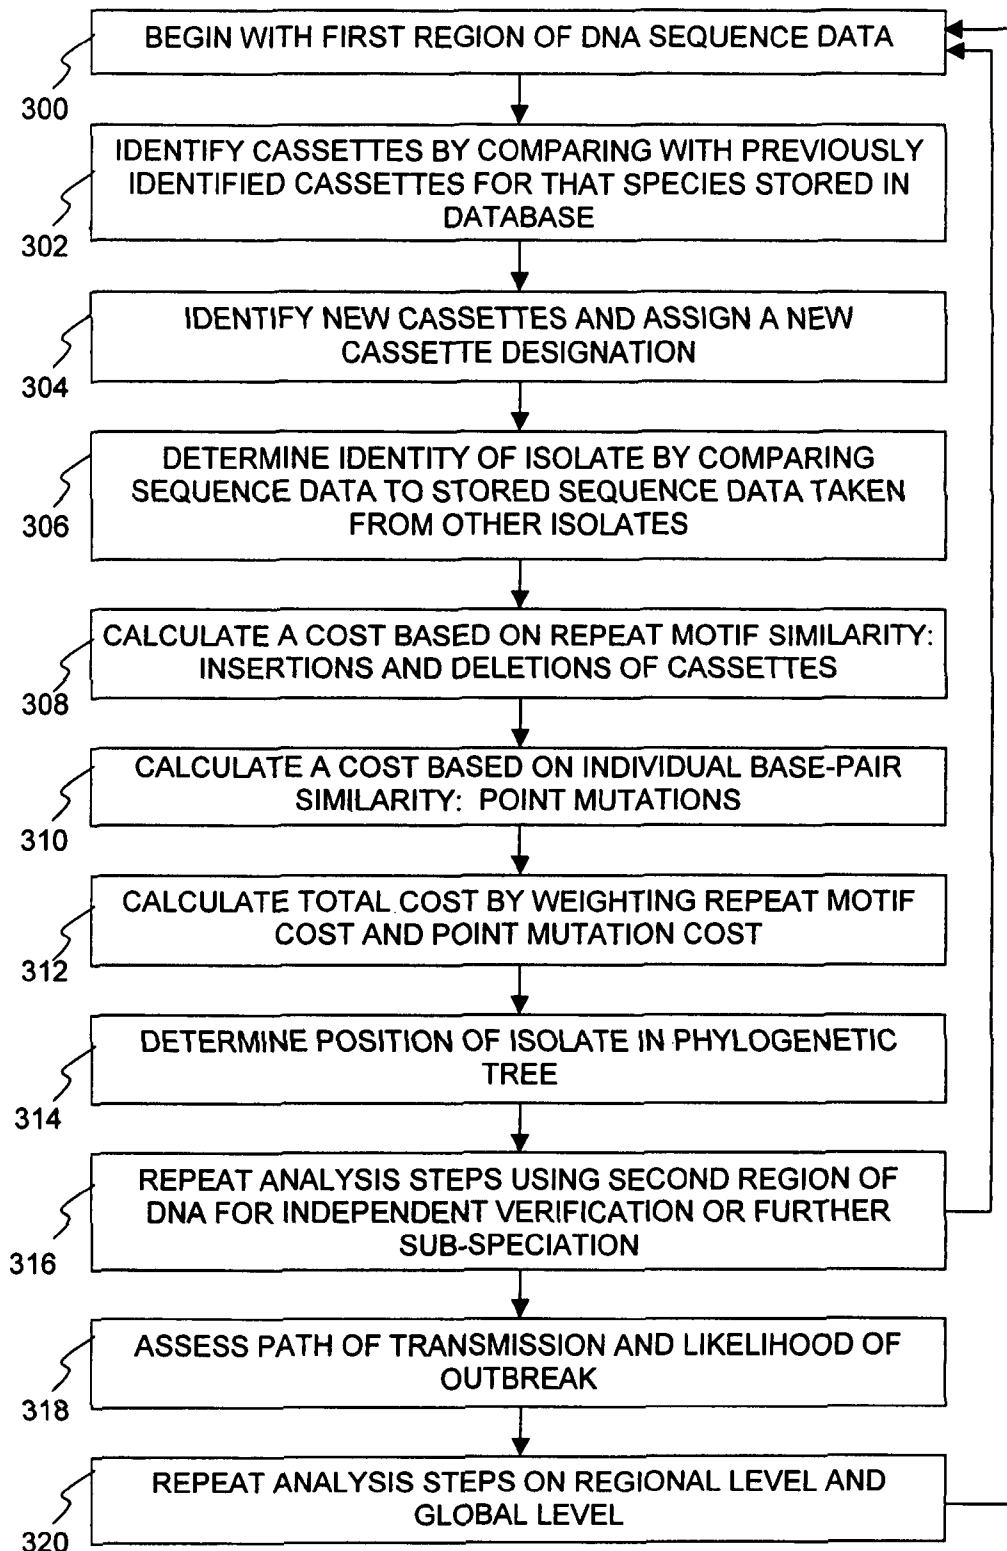 BEGIN WITH FIRST REGION OF DNA SEQUENCE DATA
300
IDENTIFY CASSETTES BY COMPARING WITH PREVIOUSLY
IDENTIFIED CASSETTES FOR THAT SPECIES STORED IN
DATABASE
302
IDENTIFY NEW CASSETTES AND ASSIGN A NEW
CASSETTE DESIGNATION
304
DETERMINE IDENTITY OF ISOLATE BY COMPARING
SEQUENCE DATA TO STORED SEQUENCE DATA TAKEN
FROM OTHER ISOLATES
306
CALCULATE A COST BASED ON REPEAT MOTIF SIMILARITY:
INSERTIONS AND DELETIONS OF CASSETTES
308
CALCULATE A COST BASED ON INDIVIDUAL BASE-PAIR
SIMILARITY: POINT MUTATIONS
310
CALCULATE TOTAL COST BY WEIGHTING REPEAT MOTIF
COST AND POINT MUTATION COST
312
DETERMINE POSITION OF ISOLATE IN PHYLOGENETIC
TREE
314
REPEAT ANALYSIS STEPS USING SECOND REGION OF
DNA FOR INDEPENDENT VERIFICATION OR FURTHER
SUB-SPECIATION
316
ASSESS PATH OF TRANSMISSION AND LIKELIHOOD OF
OUTBREAK
318
REPEAT ANALYSIS STEPS ON REGIONAL LEVEL AND
GLOBAL LEVEL
320